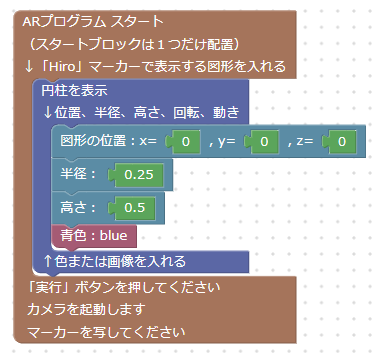 ARプログラム スタート
（スタートブロックは１つだけ配置）
↓「Hiro」マーカーで表示する図形を入れる
円柱を表示
↓位置、半径、高さ、回転、動き
図形の位置：x= 0 , y= 0 , z= 0
半径： 0.25
高さ： 0.5
青色：blue
↑色または画像を入れる
「実行」ボタンを押してください
カメラを起動します
マーカーを写してください